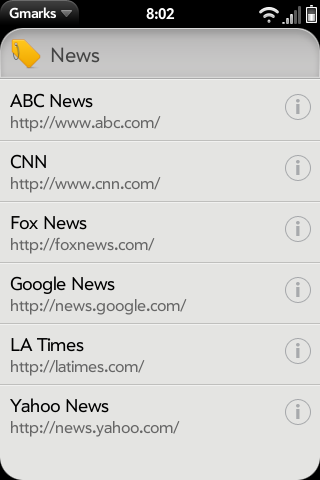 Gmarks 8:02
News
ABC News
http://www.abc.com/
CNN
http://www.cnn.com/
Fox News
http://foxnews.com/
Google News
http://news.google.com/
LA Times
http://latimes.com/
Yahoo News
http://news.yahoo.com/